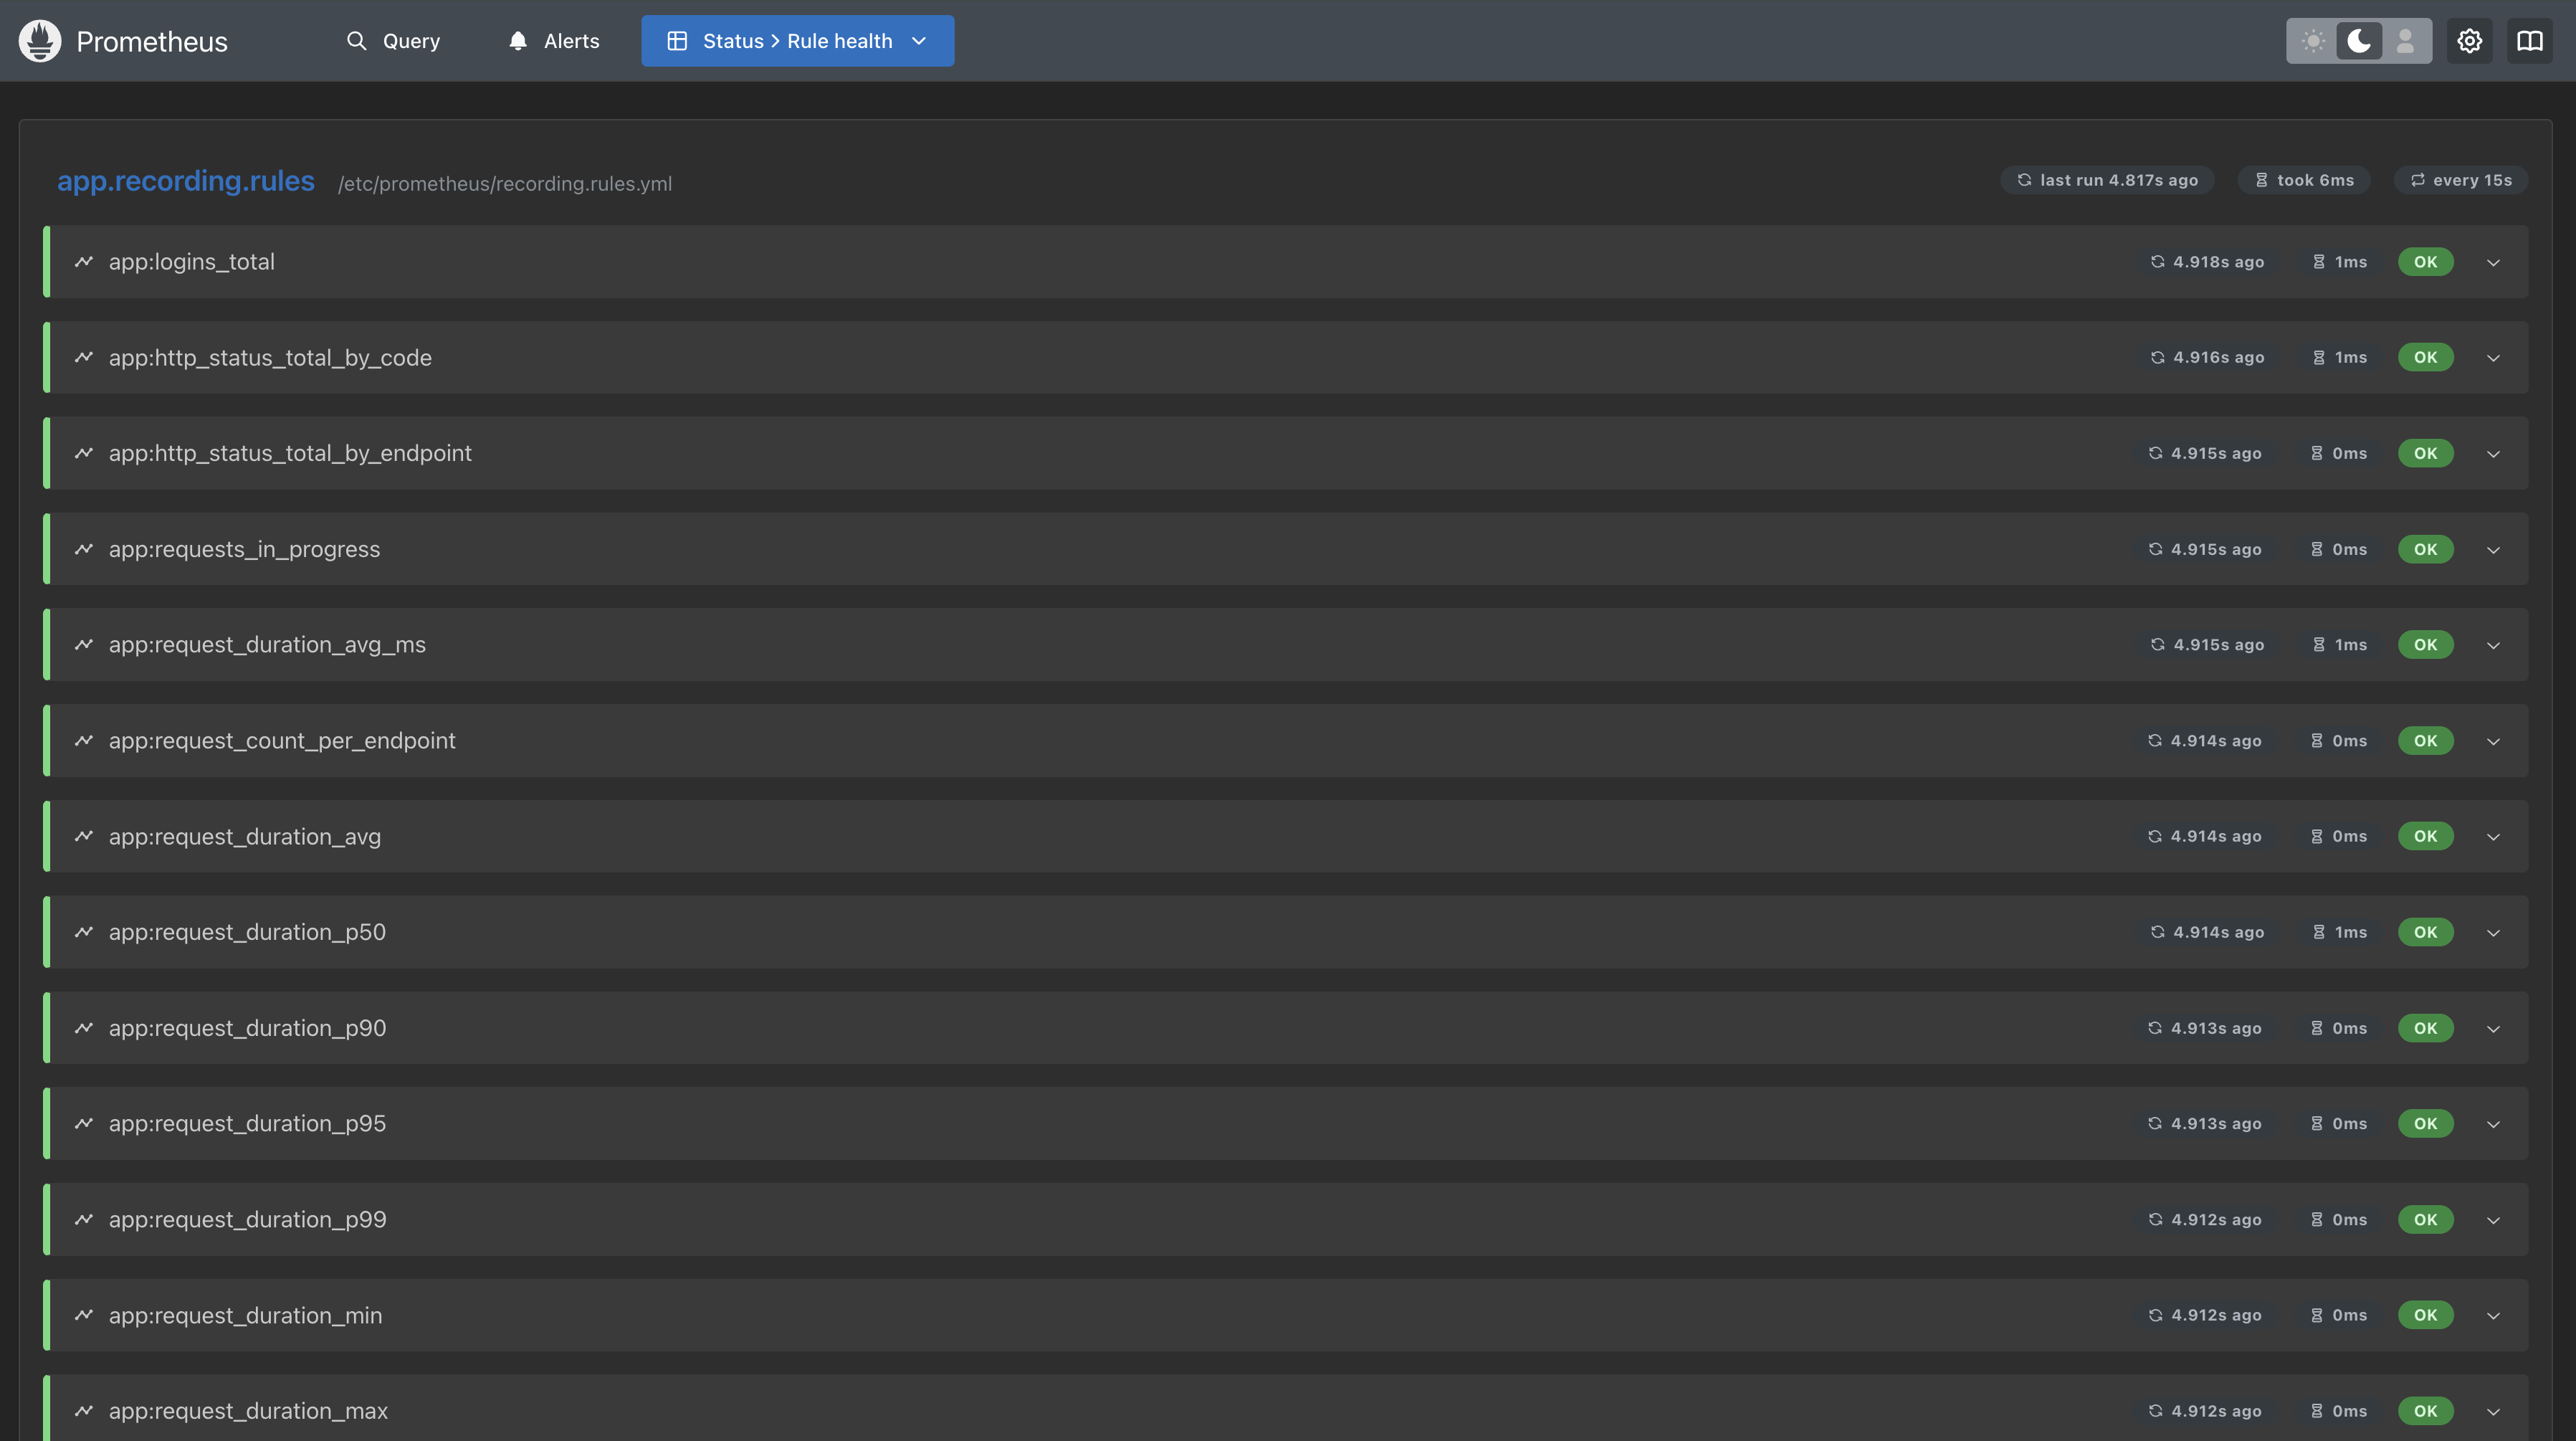 Prometheus Query Alerts Status > Rule health
app.recording.rules /etc/prometheus/recording.rules.yml last run 4.817s ago took 6ms every 15s
app:logins_total 4.918s ago 1ms OK
app:http_status_total_by_code 4.916s ago 1ms OK
app:http_status_total_by_endpoint 4.915s ago 0ms OK
app:requests_in_progress 4.915s ago 0ms OK
app:request_duration_avg_ms 4.915s ago 1ms OK
app:request_count_per_endpoint 4.914s ago 0ms OK
app:request_duration_avg 4.914s ago 0ms OK
app:request_duration_p50 4.914s ago 1ms OK
app:request_duration_p90 4.913s ago 0ms OK
app:request_duration_p95 4.913s ago 0ms OK
app:request_duration_p99 4.912s ago 0ms OK
app:request_duration_min 4.912s ago 0ms OK
app:request_duration_max 4.912s ago 0ms OK